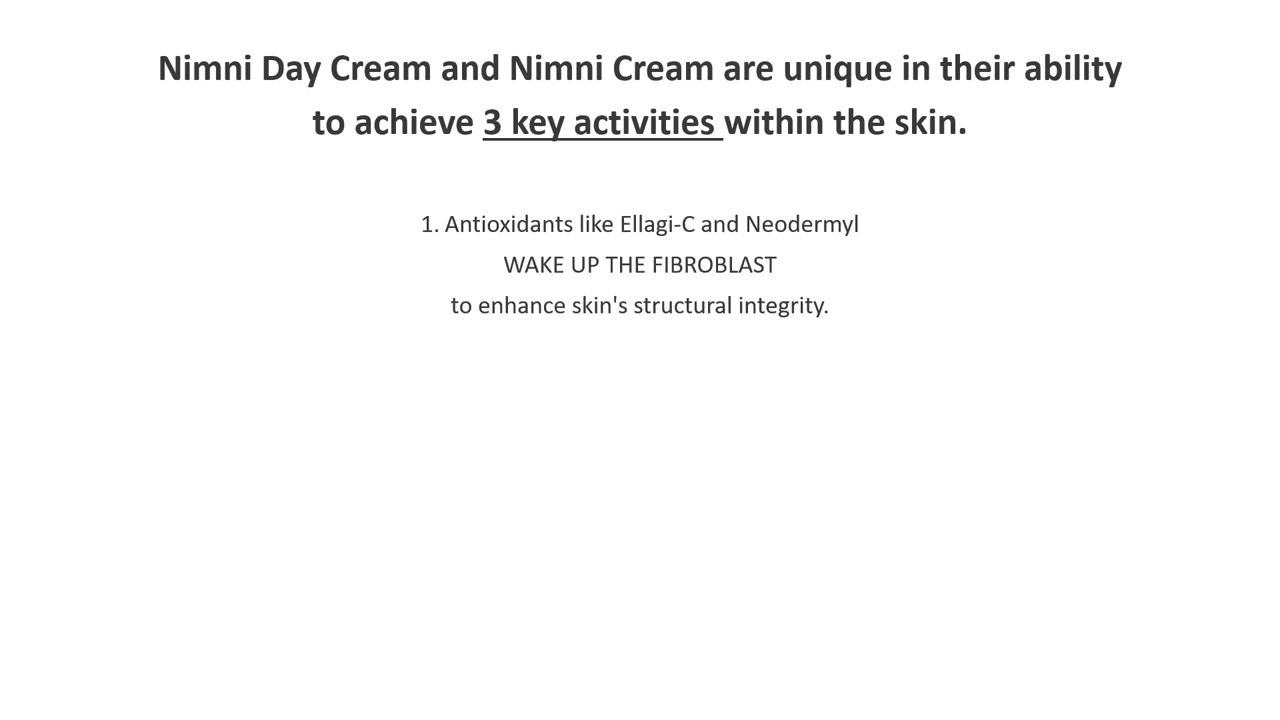 Nimni Day Cream and Nimni Cream are unique in their ability
to achieve 3 key activities within the skin.
1. Antioxidants like Ellagi-C and Neodermyl
WAKE UP THE FIBROBLAST
to enhance skin's structural integrity.